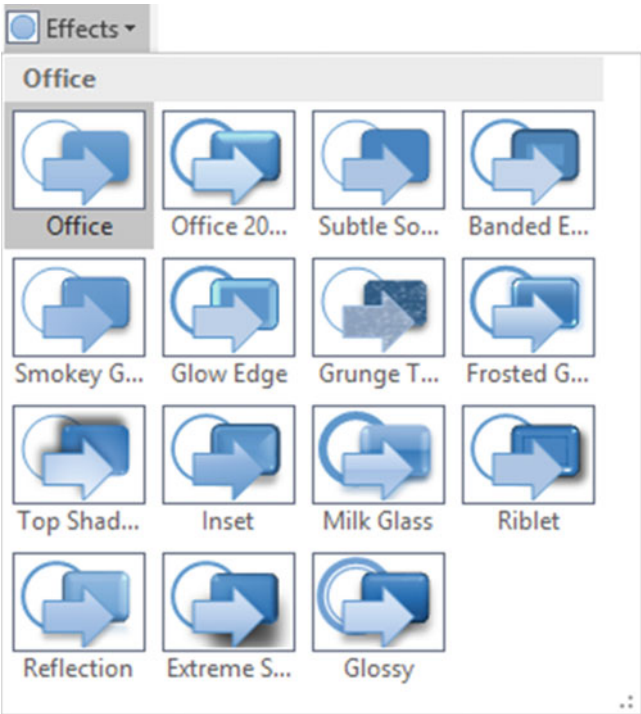 Effects
Office
Office Office 20... Subtle So... Banded E...
Smokey G... Glow Edge Grunge T... Frosted G...
Top Shad... Inset Milk Glass Riblet
Reflection Extreme S... Glossy